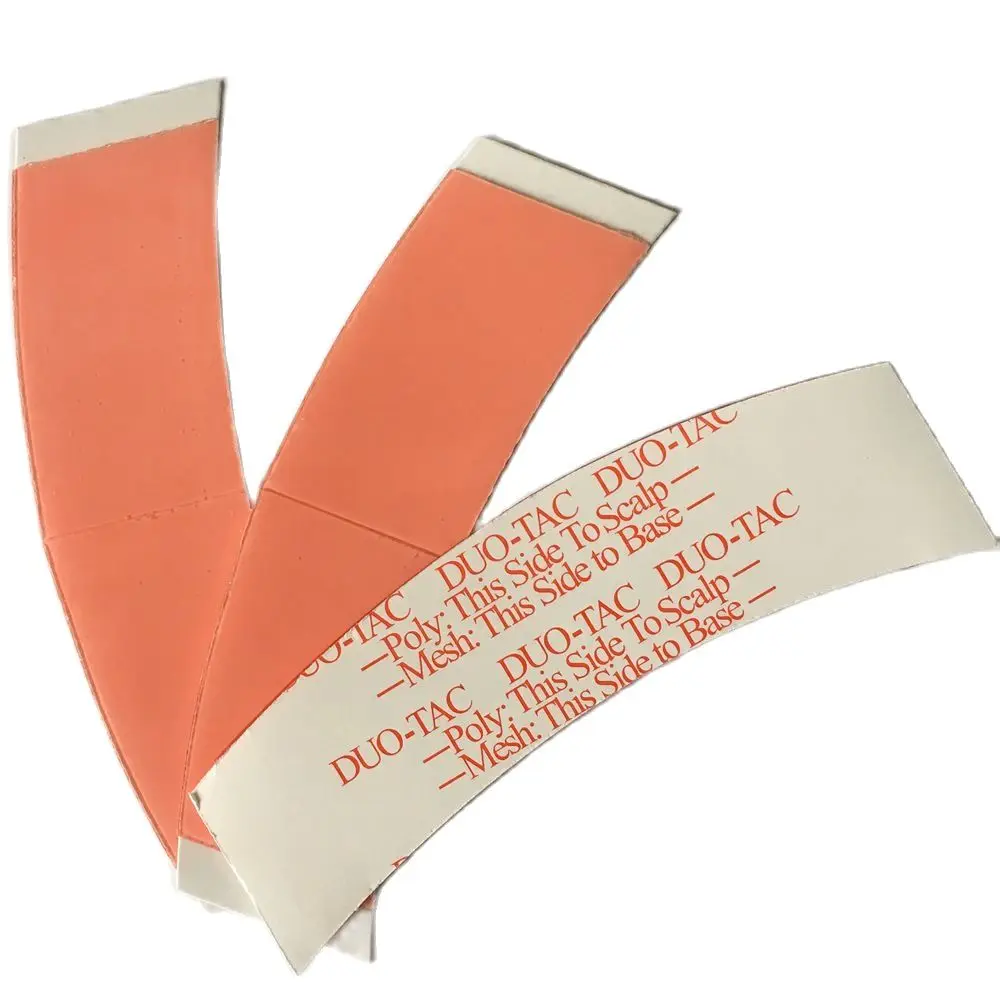 DUO-TAC
DUO-TAC DUO-TAC
—Poly: This Side To Scalp—
—Mesh: This Side to Base—
DUO-TAC DUO-TAC DUO-TAC
—Poly: This Side To Scalp—
—Mesh: This Side to Base—